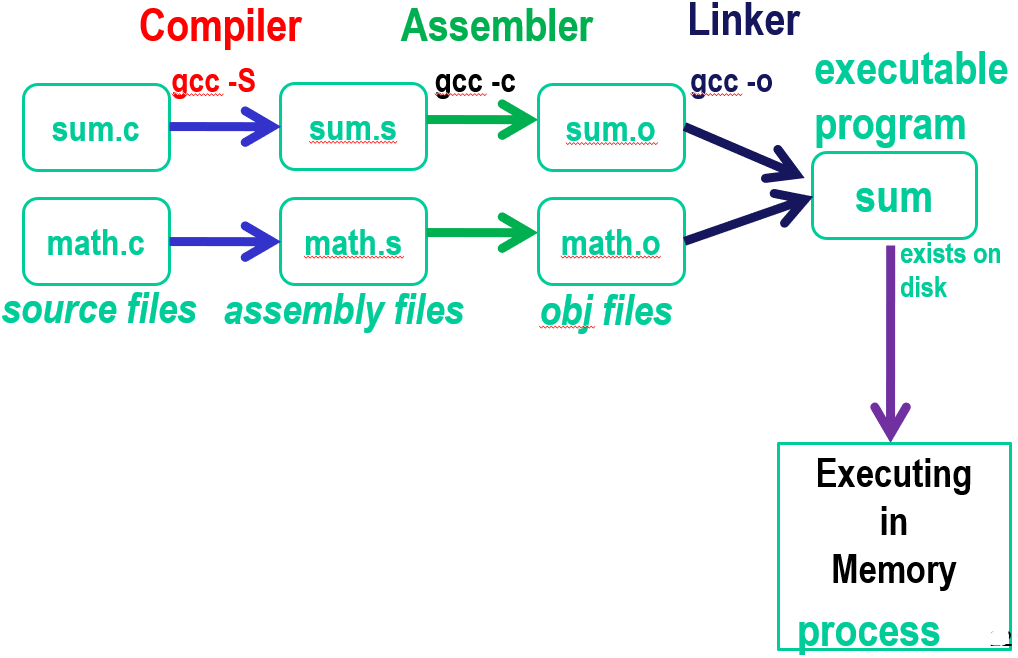 Compiler
Assembler
Linker
gcc -S
gcc -c
gcc -o
executable
program
sum.c
sum.s
sum.o
sum
math.c
math.s
math.o
exists on
disk
source files
assembly files
obj files
Executing
in
Memory
process